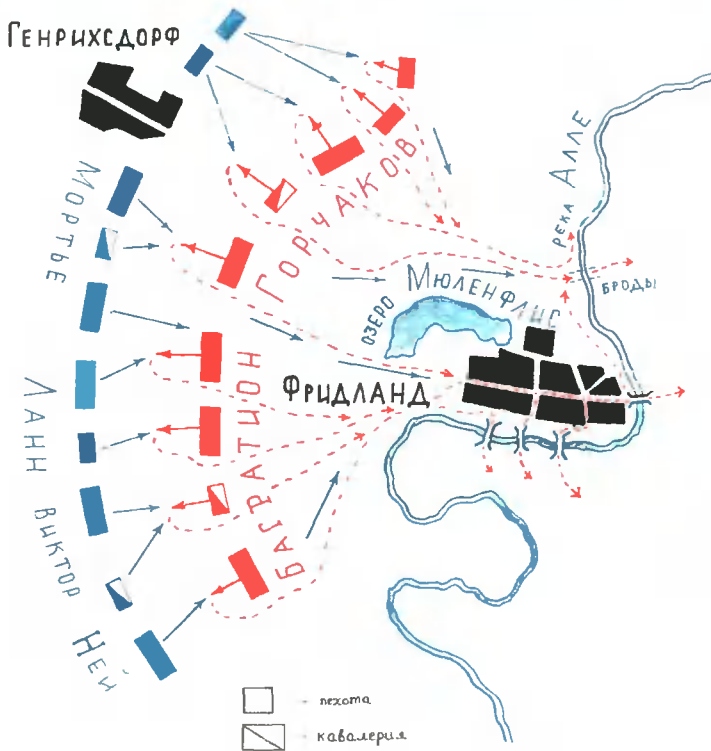 Генрихсдорф
Мортье
Горчаков
река Алле
броды
озеро Мюленфлис
Фридланд
Ланн
Багратион
Виктор
Ней
- пехота
- кавалерия